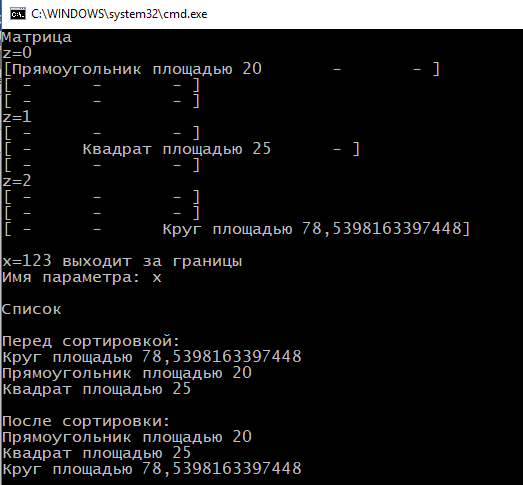 C:\WINDOWS\system32\cmd.exe
Матрица
z=0
[Прямоугольник площадью 20 - - ]
[ - - - ]
[ - - - ]
z=1
[ - - - ]
[ - Квадрат площадью 25 - ]
[ - - - ]
z=2
[ - - - ]
[ - - - ]
[ - - Круг площадью 78,5398163397448]
x=123 выходит за границы
Имя параметра: x
Список
Перед сортировкой:
Круг площадью 78,5398163397448
Прямоугольник площадью 20
Квадрат площадью 25
После сортировки:
Прямоугольник площадью 20
Квадрат площадью 25
Круг площадью 78,5398163397448